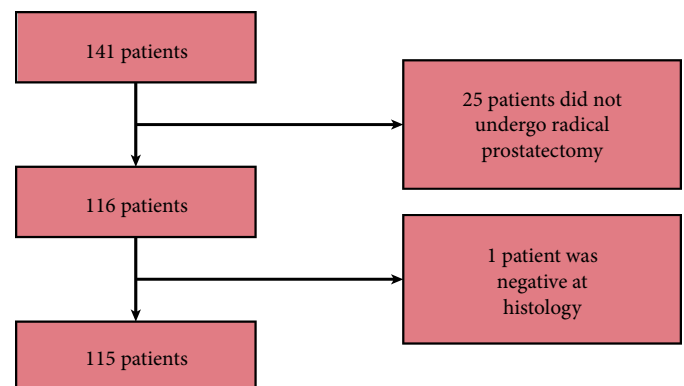 141 patients
25 patients did not
undergo radical
prostatectomy
116 patients
1 patient was
negative at
histology
115 patients